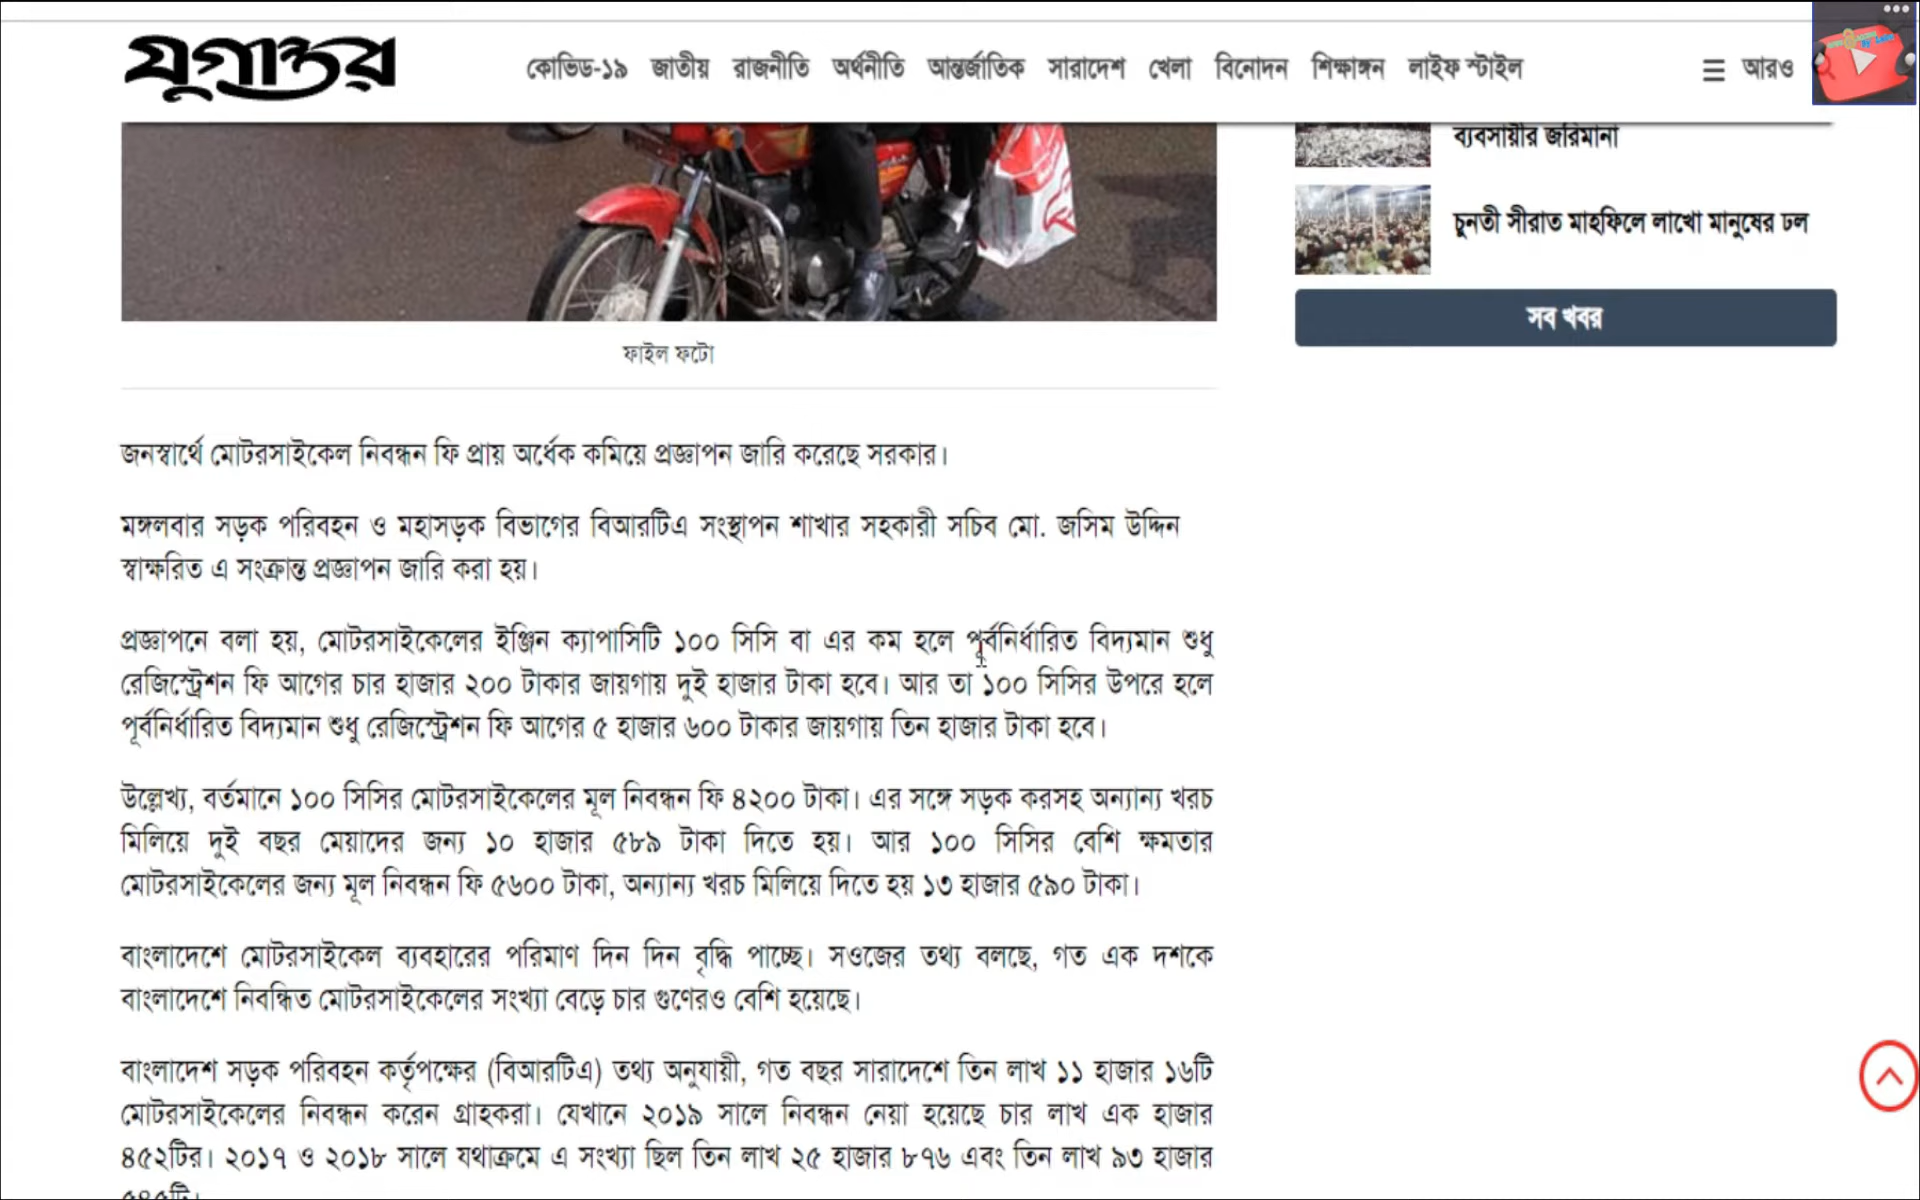 যুগান্তর
কোভিড-১৯ জাতীয় রাজনীতি অর্থনীতি আন্তর্জাতিক সারাদেশ খেলা বিনোদন শিক্ষাঙ্গন লাইফ স্টাইল
আরও
ব্যবসায়ীর জরিমানা
চুনতী সীরাত মাহফিলে লাখো মানুষের ঢল
সব খবর
ফাইল ফটো
জনস্বার্থে মোটরসাইকেল নিবন্ধন ফি প্রায় অর্ধেক কমিয়ে প্রজ্ঞাপন জারি করেছে সরকার।
মঙ্গলবার সড়ক পরিবহন ও মহাসড়ক বিভাগের বিআরটিএ সংস্থাপন শাখার সহকারী সচিব মো. জসিম উদ্দিন
স্বাক্ষরিত এ সংক্রান্ত প্রজ্ঞাপন জারি করা হয়।
প্রজ্ঞাপনে বলা হয়, মোটরসাইকেলের ইঞ্জিন ক্যাপাসিটি ১০০ সিসি বা এর কম হলে পূর্বনির্ধারিত বিদ্যমান শুধু
রেজিস্ট্রেশন ফি আগের চার হাজার ২০০ টাকার জায়গায় দুই হাজার টাকা হবে। আর তা ১০০ সিসির উপরে হলে
পূর্বনির্ধারিত বিদ্যমান শুধু রেজিস্ট্রেশন ফি আগের ৫ হাজার ৬০০ টাকার জায়গায় তিন হাজার টাকা হবে।
উল্লেখ্য, বর্তমানে ১০০ সিসির মোটরসাইকেলের মূল নিবন্ধন ফি ৪২০০ টাকা। এর সঙ্গে সড়ক করসহ অন্যান্য খরচ
মিলিয়ে দুই বছর মেয়াদের জন্য ১০ হাজার ৫৮৯ টাকা দিতে হয়। আর ১০০ সিসির বেশি ক্ষমতার
মোটরসাইকেলের জন্য মূল নিবন্ধন ফি ৫৬০০ টাকা, অন্যান্য খরচ মিলিয়ে দিতে হয় ১৩ হাজার ৫৯০ টাকা।
বাংলাদেশে মোটরসাইকেল ব্যবহারের পরিমাণ দিন দিন বৃদ্ধি পাচ্ছে। সওজের তথ্য বলছে, গত এক দশকে
বাংলাদেশে নিবন্ধিত মোটরসাইকেলের সংখ্যা বেড়ে চার গুণেরও বেশি হয়েছে।
বাংলাদেশ সড়ক পরিবহন কর্তৃপক্ষের (বিআরটিএ) তথ্য অনুযায়ী, গত বছর সারাদেশে তিন লাখ ১১ হাজার ১৬টি
মোটরসাইকেলের নিবন্ধন করেন গ্রাহকরা। যেখানে ২০১৯ সালে নিবন্ধন নেয়া হয়েছে চার লাখ এক হাজার
৪৫২টির। ২০১৭ ও ২০১৮ সালে যথাক্রমে এ সংখ্যা ছিল তিন লাখ ২৫ হাজার ৮৭৬ এবং তিন লাখ ৯৩ হাজার